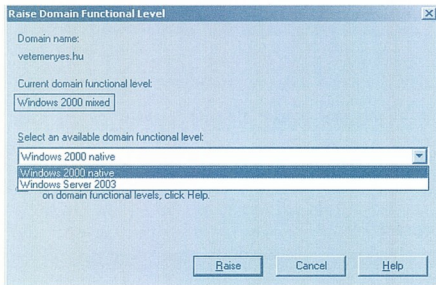 Raise Domain Functional Level
Domain name:
vetemenyes.hu
Current domain functional level:
Windows 2000 mixed
Select an available domain functional level:
Windows 2000 native
Windows 2000 native
Windows Server 2003
on domain functional levels, click Help.
Raise Cancel Help